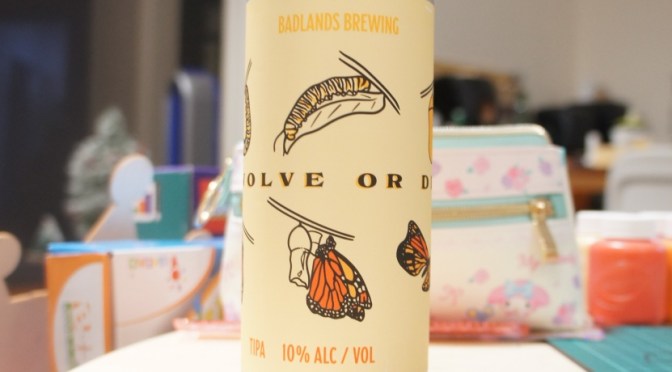 BADLANDS BREWING
OLVE OR D
TIPA 10% ALC / VOL